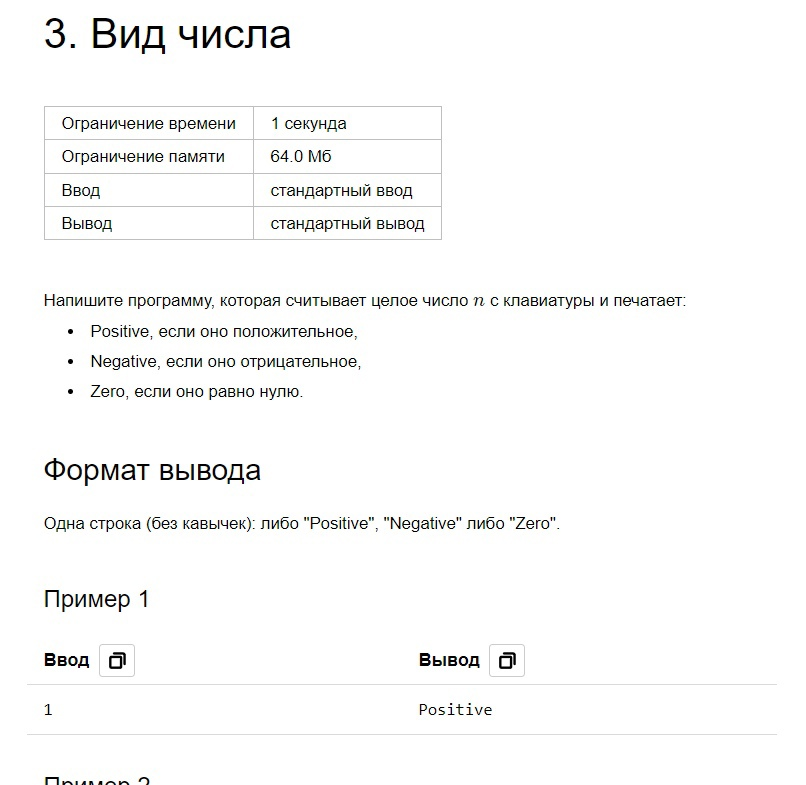 3. Вид числа
Ограничение времени 1 секунда
Ограничение памяти 64.0 Мб
Ввод стандартный ввод
Вывод стандартный вывод
Напишите программу, которая считывает целое число n с клавиатуры и печатает:
• Positive, если оно положительное,
• Negative, если оно отрицательное,
• Zero, если оно равно нулю.
Формат вывода
Одна строка (без кавычек): либо "Positive", "Negative" либо "Zero".
Пример 1
Ввод Вывод
1 Positive
Пример 2